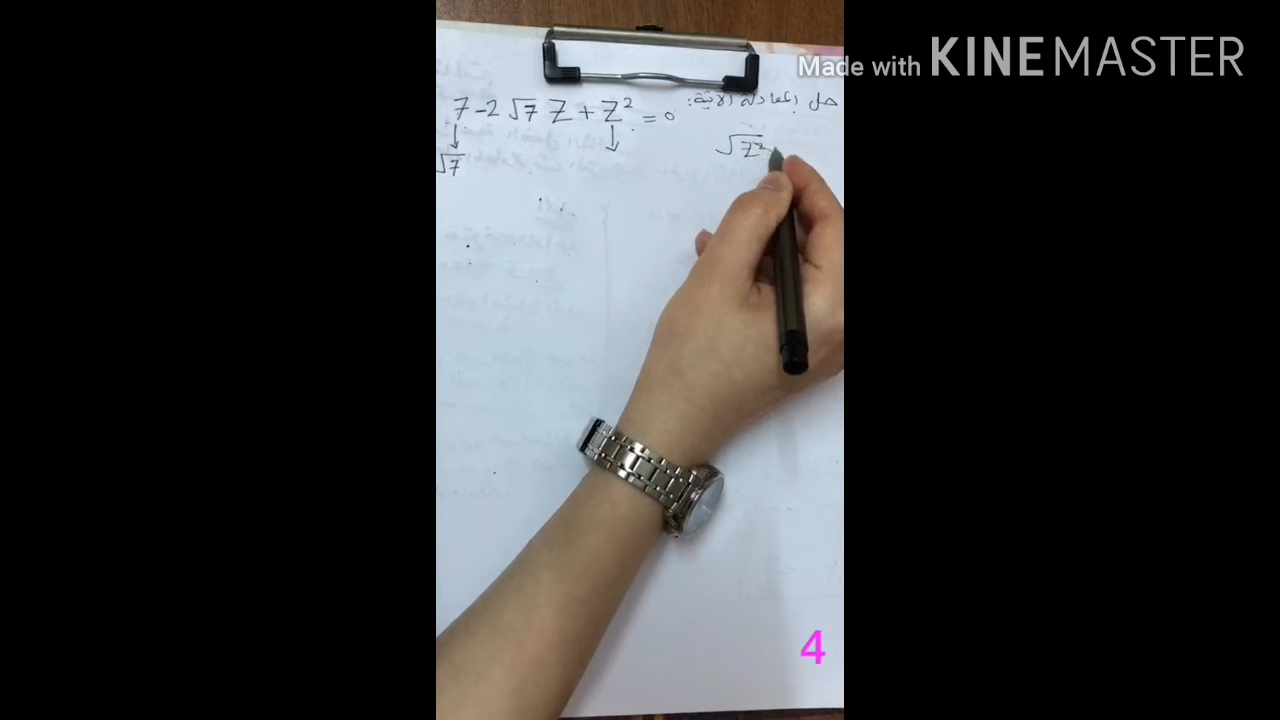 Made with KINEMASTER
حل المعادلة الآتية:
7 - 2√7 Z + Z² = 0
↓ ↓
√7
√Z²
4